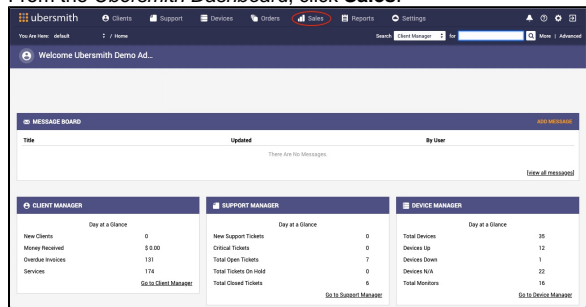 From the Ubersmith Dashboard, click Sales.
ubersmith Clients Support Devices Orders Sales Reports Settings
You Are Here: default / Home Search Client Manager for More | Advanced
Welcome Ubersmith Demo Ad...
MESSAGE BOARD ADD MESSAGE
Title Updated By User
There Are No Messages.
[view all messages]
CLIENT MANAGER
Day at a Glance
New Clients 0
Money Received $ 0.00
Overdue Invoices 131
Services 174
Go to Client Manager
SUPPORT MANAGER
Day at a Glance
New Support Tickets 0
Critical Tickets 0
Total Open Tickets 7
Total Tickets On Hold 0
Total Closed Tickets 6
Go to Support Manager
DEVICE MANAGER
Day at a Glance
Total Devices 35
Devices Up 12
Devices Down 1
Devices N/A 22
Total Monitors 16
Go to Device Manager